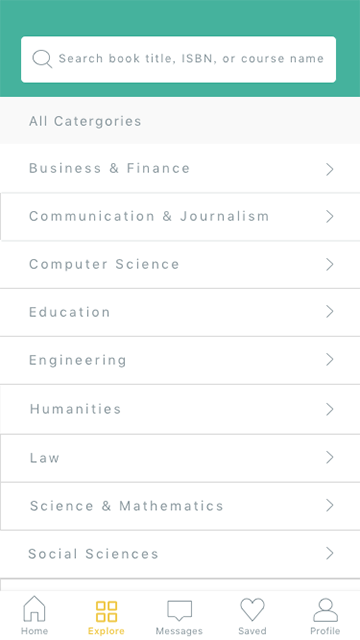 Search book title, ISBN, or course name
All Catergories
Business & Finance
Communication & Journalism
Computer Science
Education
Engineering
Humanities
Law
Science & Mathematics
Social Sciences
Home Explore Messages Saved Profile